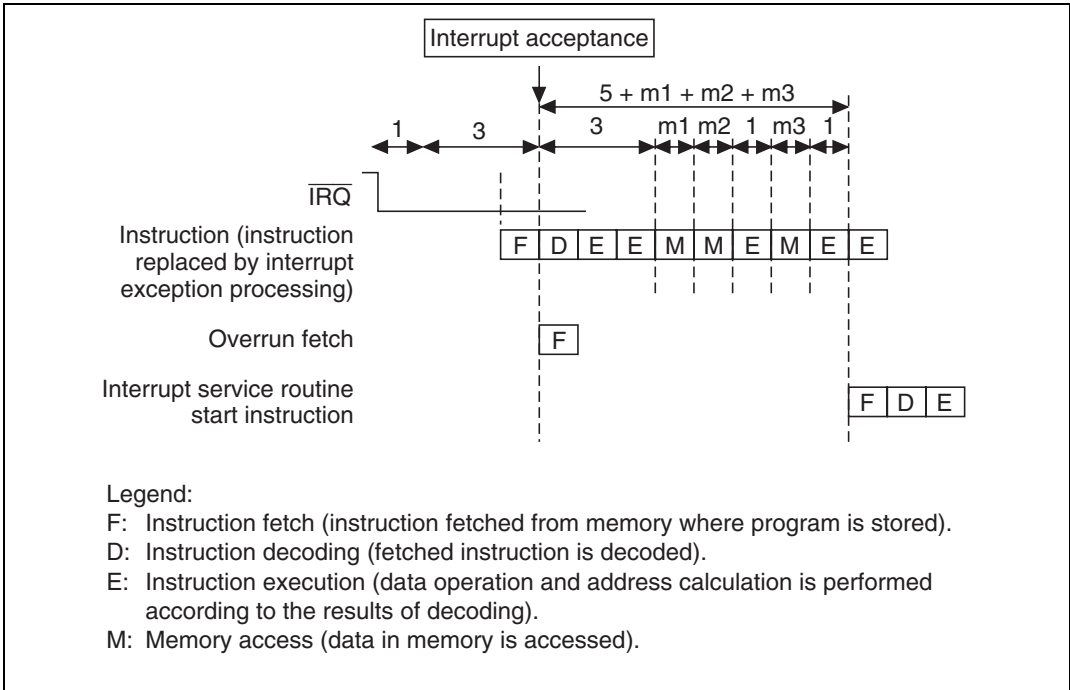 Interrupt acceptance
5 + m1 + m2 + m3
1 3 3 m1 m2 1 m3 1
IRQ
Instruction (instruction
replaced by interrupt
exception processing)
F D E E M M E M E E
Overrun fetch
F
Interrupt service routine
start instruction
F D E
Legend:
F: Instruction fetch (instruction fetched from memory where program is stored).
D: Instruction decoding (fetched instruction is decoded).
E: Instruction execution (data operation and address calculation is performed
according to the results of decoding).
M: Memory access (data in memory is accessed).